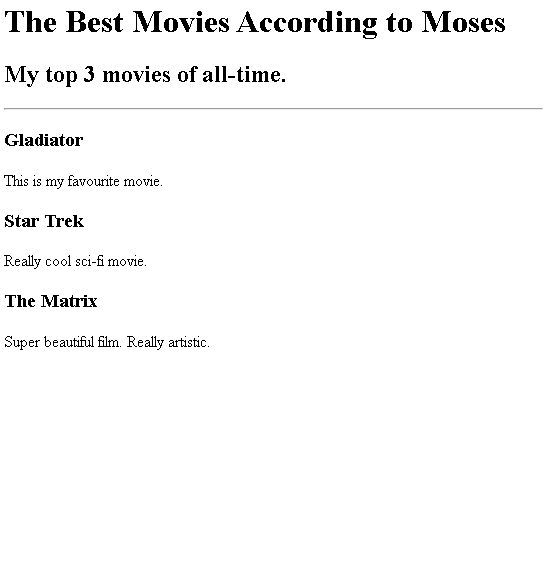 The Best Movies According to Moses
My top 3 movies of all-time.
Gladiator
This is my favourite movie.
Star Trek
Really cool sci-fi movie.
The Matrix
Super beautiful film. Really artistic.